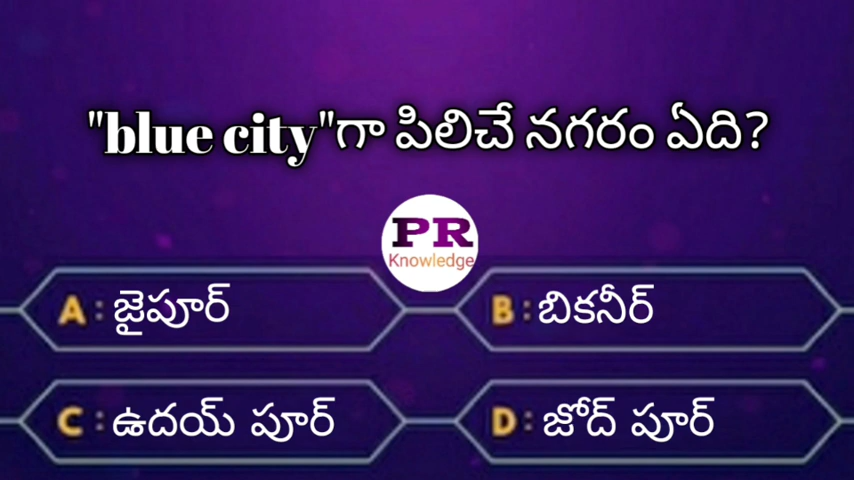 "blue city"గా పిలిచే నగరం ఏది?
PR
Knowledge
A : జైపూర్
B : బికనీర్
C : ఉదయ్ పూర్
D : జోద్ పూర్